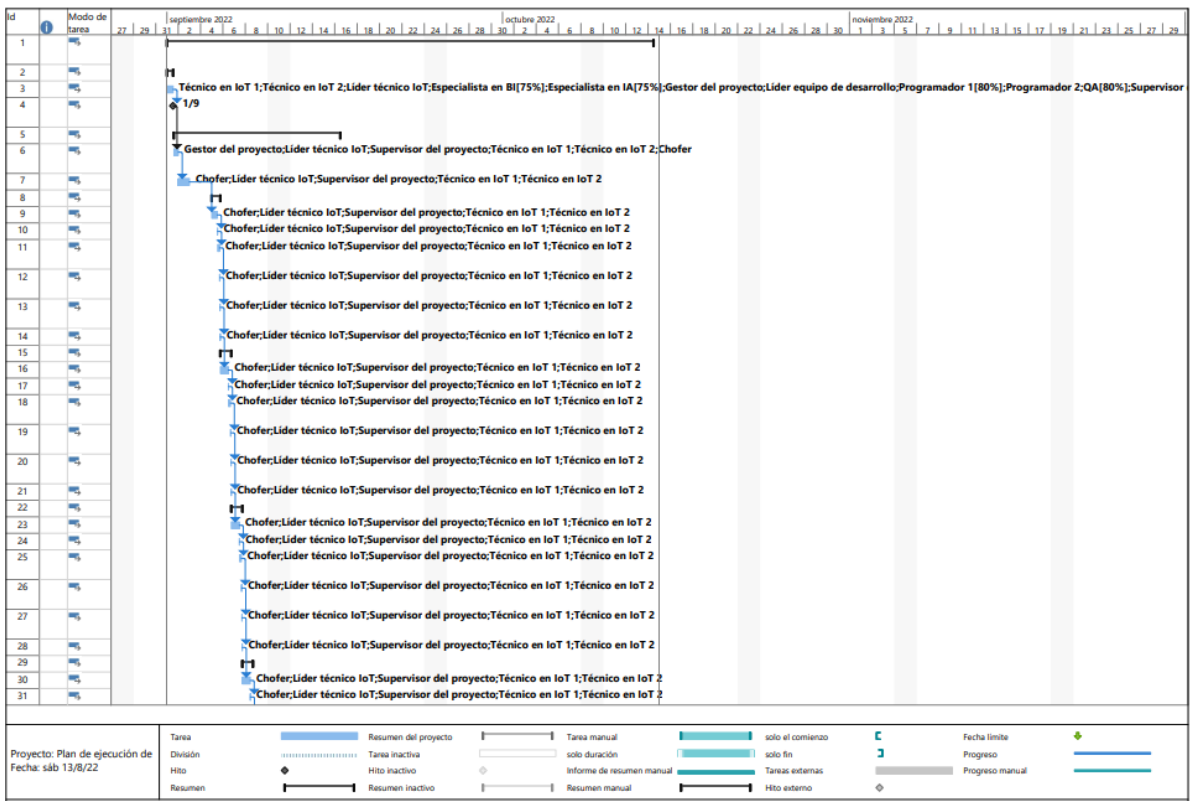 Id
Modo de tarea
septiembre 2022
octubre 2022
noviembre 2022
27 29 31 2 4 6 8 10 12 14 16 18 20 22 24 26 28 30 2 4 6 8 10 12 14 16 18 20 22 24 26 28 30 1 3 5 7 9 11 13 15 17 19 21 23 25 27 29
1
2
3 Técnico en IoT 1;Técnico en IoT 2;Líder técnico IoT;Especialista en BI[75%];Especialista en IA[75%];Gestor del proyecto;Líder equipo de desarrollo;Programador 1[80%];Programador 2;QA[80%];Supervisor
4 1/9
5
6 Gestor del proyecto;Líder técnico IoT;Supervisor del proyecto;Técnico en IoT 1;Técnico en IoT 2;Chofer
7 Chofer;Líder técnico IoT;Supervisor del proyecto;Técnico en IoT 1;Técnico en IoT 2
8
9 Chofer;Líder técnico IoT;Supervisor del proyecto;Técnico en IoT 1;Técnico en IoT 2
10 Chofer;Líder técnico IoT;Supervisor del proyecto;Técnico en IoT 1;Técnico en IoT 2
11 Chofer;Líder técnico IoT;Supervisor del proyecto;Técnico en IoT 1;Técnico en IoT 2
12 Chofer;Líder técnico IoT;Supervisor del proyecto;Técnico en IoT 1;Técnico en IoT 2
13 Chofer;Líder técnico IoT;Supervisor del proyecto;Técnico en IoT 1;Técnico en IoT 2
14 Chofer;Líder técnico IoT;Supervisor del proyecto;Técnico en IoT 1;Técnico en IoT 2
15
16 Chofer;Líder técnico IoT;Supervisor del proyecto;Técnico en IoT 1;Técnico en IoT 2
17 Chofer;Líder técnico IoT;Supervisor del proyecto;Técnico en IoT 1;Técnico en IoT 2
18 Chofer;Líder técnico IoT;Supervisor del proyecto;Técnico en IoT 1;Técnico en IoT 2
19 Chofer;Líder técnico IoT;Supervisor del proyecto;Técnico en IoT 1;Técnico en IoT 2
20 Chofer;Líder técnico IoT;Supervisor del proyecto;Técnico en IoT 1;Técnico en IoT 2
21 Chofer;Líder técnico IoT;Supervisor del proyecto;Técnico en IoT 1;Técnico en IoT 2
22
23 Chofer;Líder técnico IoT;Supervisor del proyecto;Técnico en IoT 1;Técnico en IoT 2
24 Chofer;Líder técnico IoT;Supervisor del proyecto;Técnico en IoT 1;Técnico en IoT 2
25 Chofer;Líder técnico IoT;Supervisor del proyecto;Técnico en IoT 1;Técnico en IoT 2
26 Chofer;Líder técnico IoT;Supervisor del proyecto;Técnico en IoT 1;Técnico en IoT 2
27 Chofer;Líder técnico IoT;Supervisor del proyecto;Técnico en IoT 1;Técnico en IoT 2
28 Chofer;Líder técnico IoT;Supervisor del proyecto;Técnico en IoT 1;Técnico en IoT 2
29
30 Chofer;Líder técnico IoT;Supervisor del proyecto;Técnico en IoT 1;Técnico en IoT 2
31 Chofer;Líder técnico IoT;Supervisor del proyecto;Técnico en IoT 1;Técnico en IoT 2
Proyecto: Plan de ejecución de
Fecha: sáb 13/8/22
Tarea Resumen del proyecto Tarea manual solo el comienzo Fecha límite
División Tarea inactiva solo duración solo fin Progreso
Hito Hito inactivo Informe de resumen manual Tareas externas Progreso manual
Resumen Resumen inactivo Resumen manual Hito externo